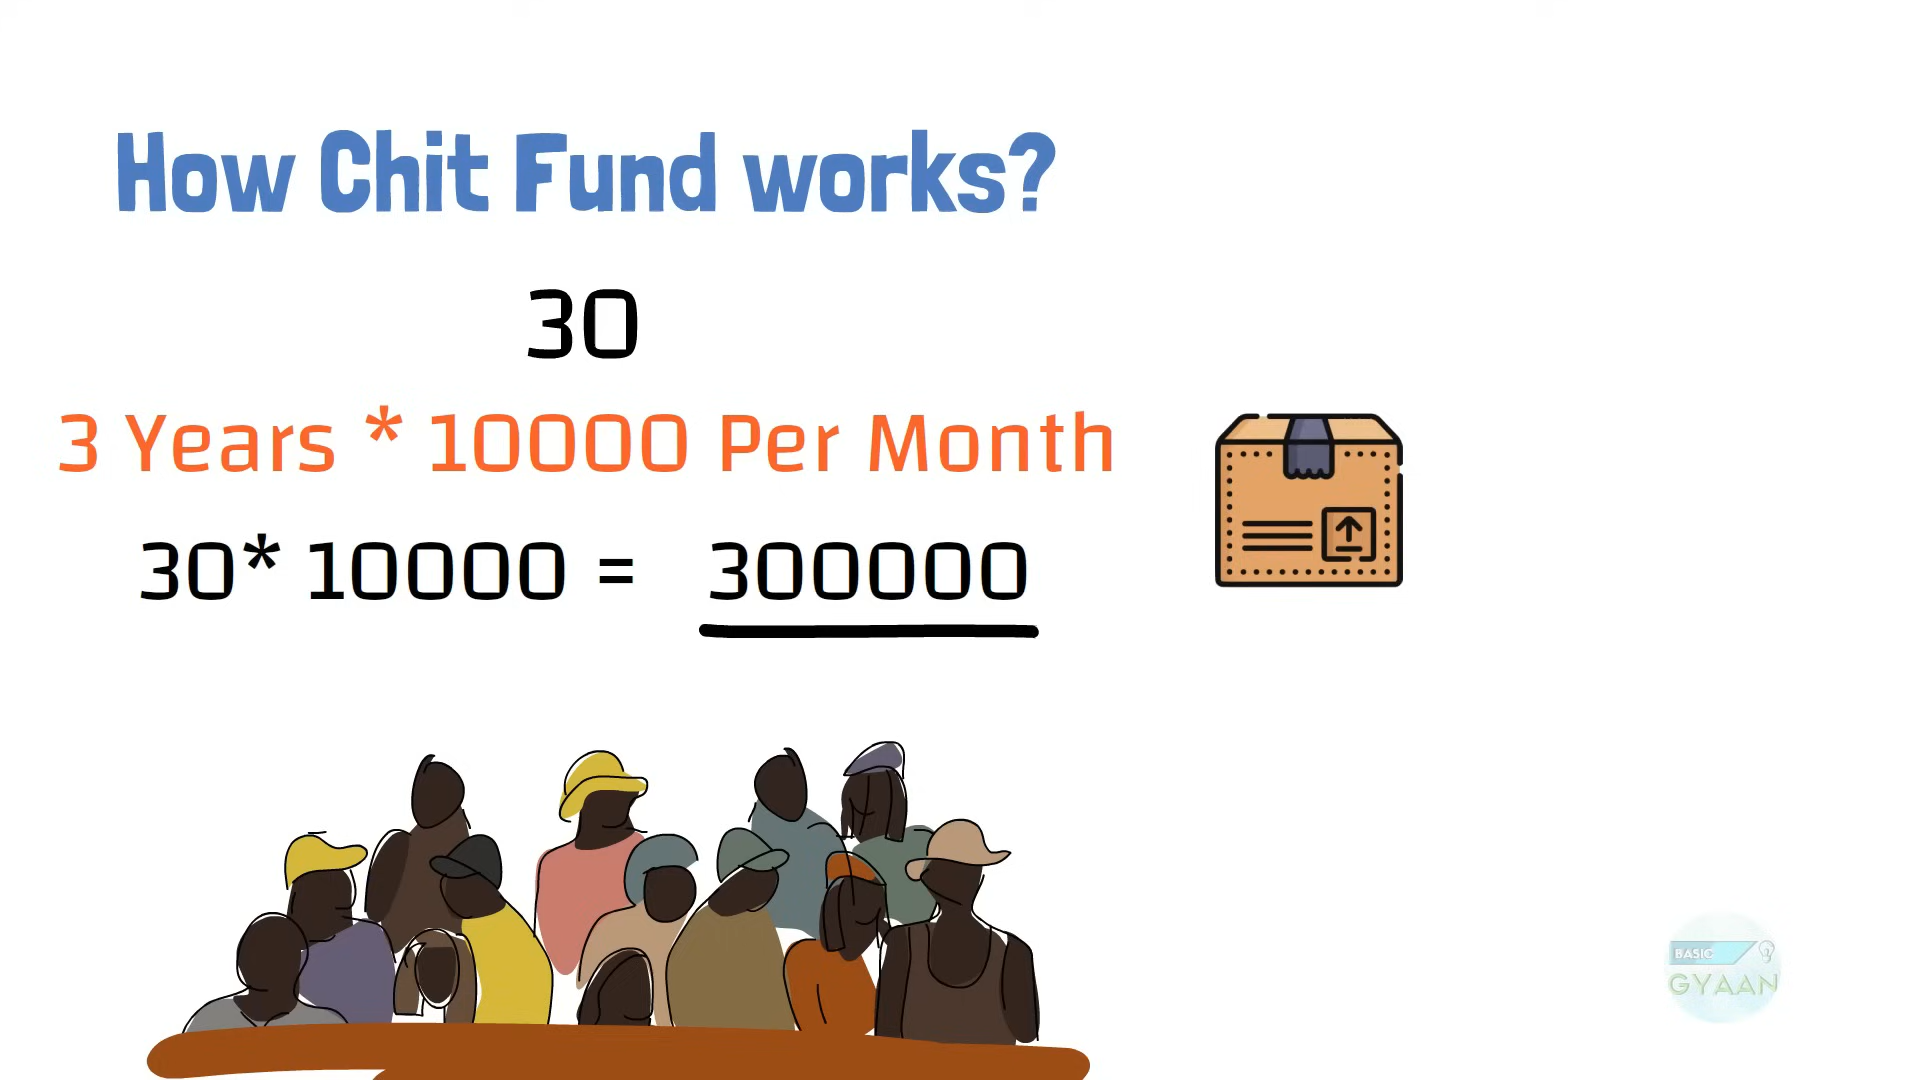 How Chit Fund works?
30
3 Years * 10000 Per Month
30* 10000 = 300000
BASIC
GYAAN